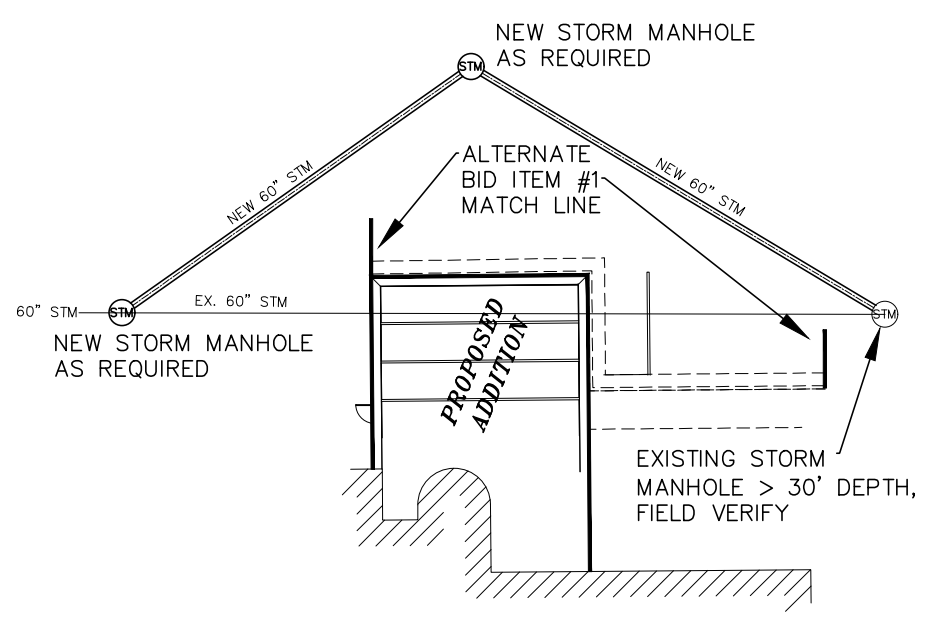 NEW STORM MANHOLE
AS REQUIRED
STM
ALTERNATE
BID ITEM #1
MATCH LINE
NEW 60" STM
NEW 60" STM
60" STM
STM
EX. 60" STM
STM
NEW STORM MANHOLE
AS REQUIRED
PROPOSED
ADDITION
EXISTING STORM
MANHOLE > 30' DEPTH,
FIELD VERIFY